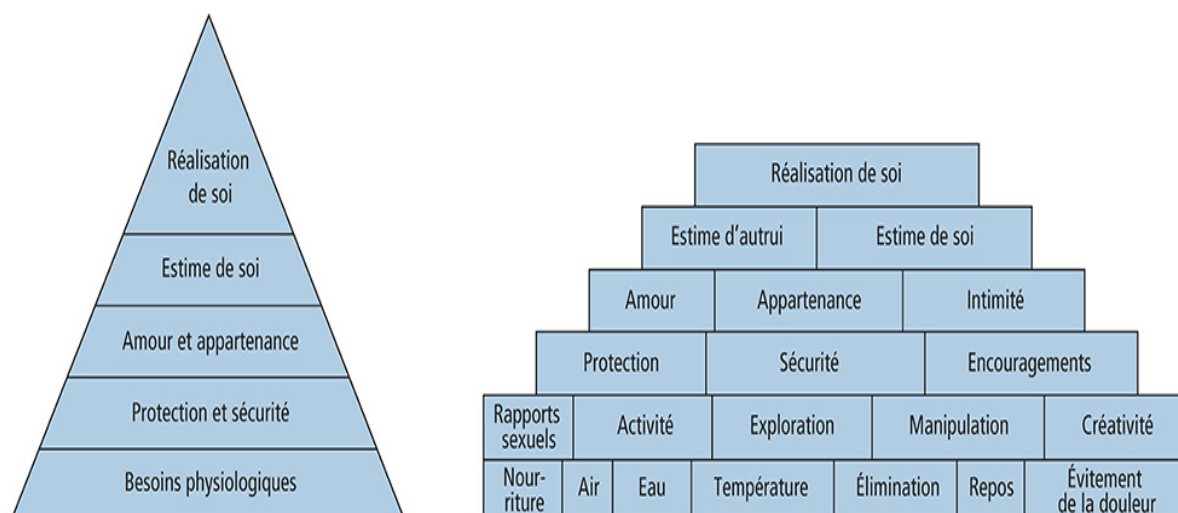 Réalisation
de soi
Estime de soi
Amour et appartenance
Protection et sécurité
Besoins physiologiques
Réalisation de soi
Estime d'autrui
Estime de soi
Amour
Appartenance
Intimité
Protection
Sécurité
Encouragements
Rapports
sexuels
Activité
Exploration
Manipulation
Créativité
Nour-
riture
Air
Eau
Température
Élimination
Repos
Évitement
de la douleur